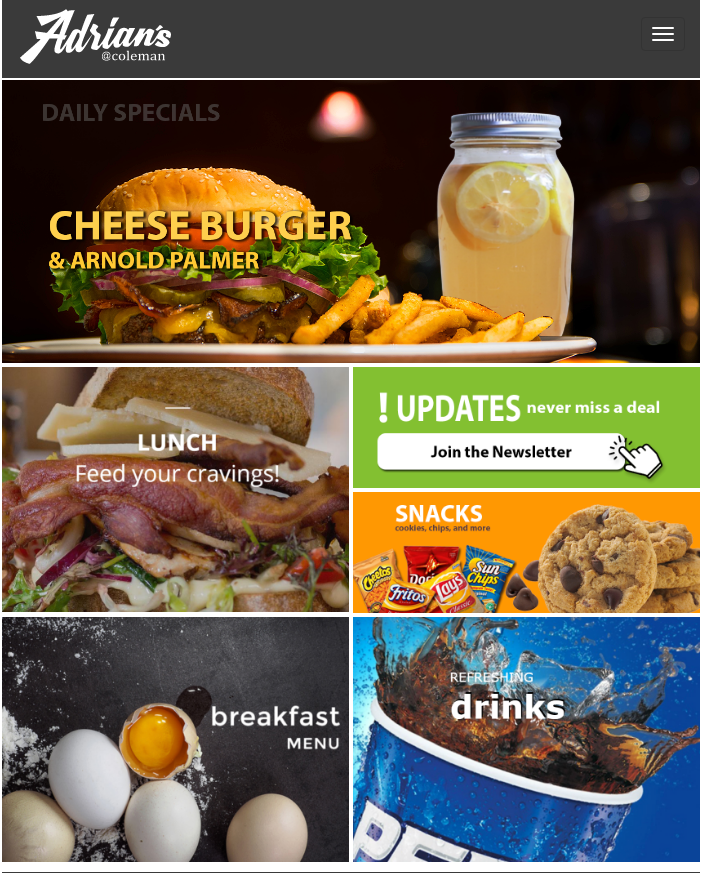 Adrian's
@coleman
DAILY SPECIALS
CHEESE BURGER
& ARNOLD PALMER
LUNCH
Feed your cravings!
! UPDATES never miss a deal
Join the Newsletter
SNACKS
cookies, chips, and more
Cheetos
Fritos
Lay's
Sun
Chips
breakfast
MENU
REFRESHING
drinks